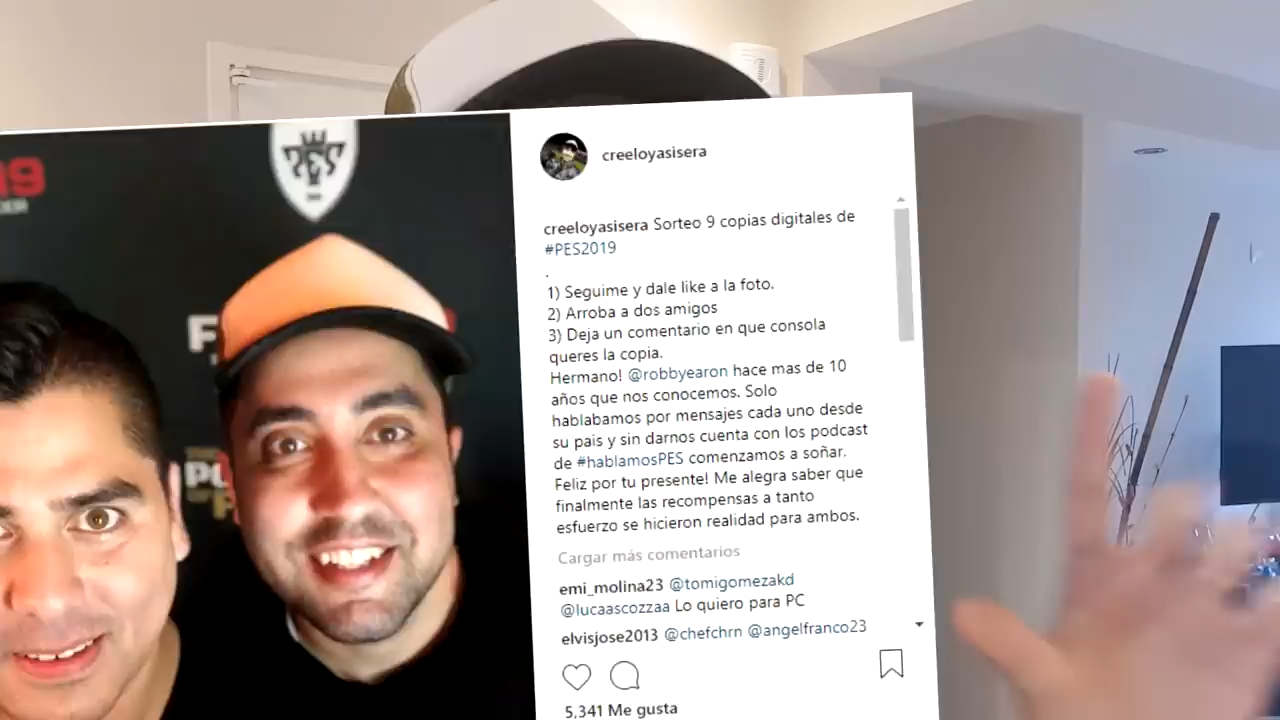 19
creeloyasisera
creeloyasisera Sorteo 9 copias digitales de
#PES2019
.
1) Seguime y dale like a la foto.
2) Arroba a dos amigos
3) Deja un comentario en que consola
queres la copia.
Hermano! @robbyearon hace mas de 10
años que nos conocemos. Solo
hablabamos por mensajes cada uno desde
su pais y sin darnos cuenta con los podcast
de #hablamosPES comenzamos a soñar.
Feliz por tu presente! Me alegra saber que
finalmente las recompensas a tanto
esfuerzo se hicieron realidad para ambos.
Cargar más comentarios
emi_molina23 @tomigomezakd
@lucaascozzaa Lo quiero para PC
elvisjose2013 @chefchrn @angelfranco23
5,341 Me gusta